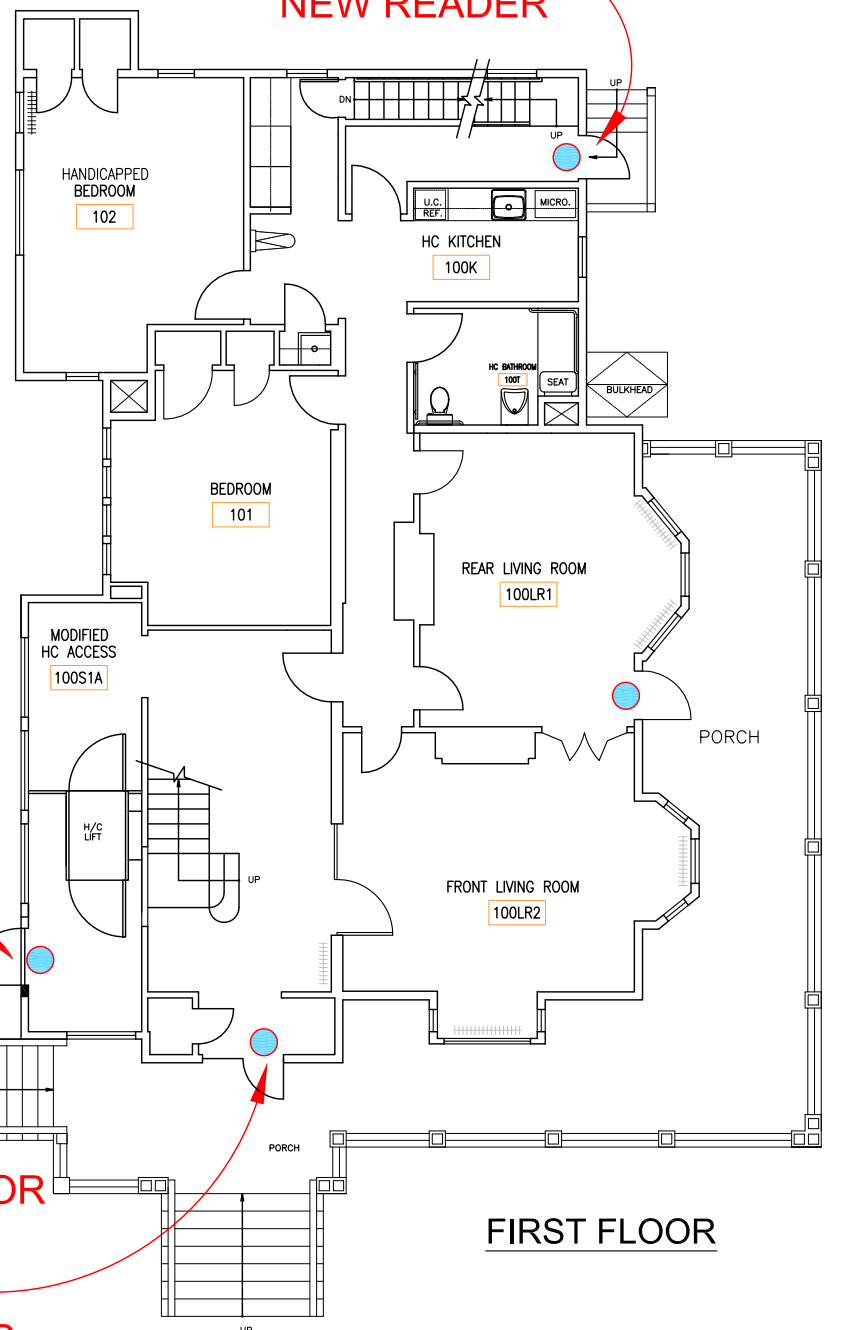 NEW READER
UP
DN
UP
HANDICAPPED
BEDROOM
102
U.C.
REF.
MICRO.
HC KITCHEN
100K
HC BATHROOM
100T
SEAT
BULKHEAD
BEDROOM
101
REAR LIVING ROOM
100LR1
MODIFIED
HC ACCESS
100S1A
PORCH
H/C
LIFT
UP
FRONT LIVING ROOM
100LR2
PORCH
OR
FIRST FLOOR
UP